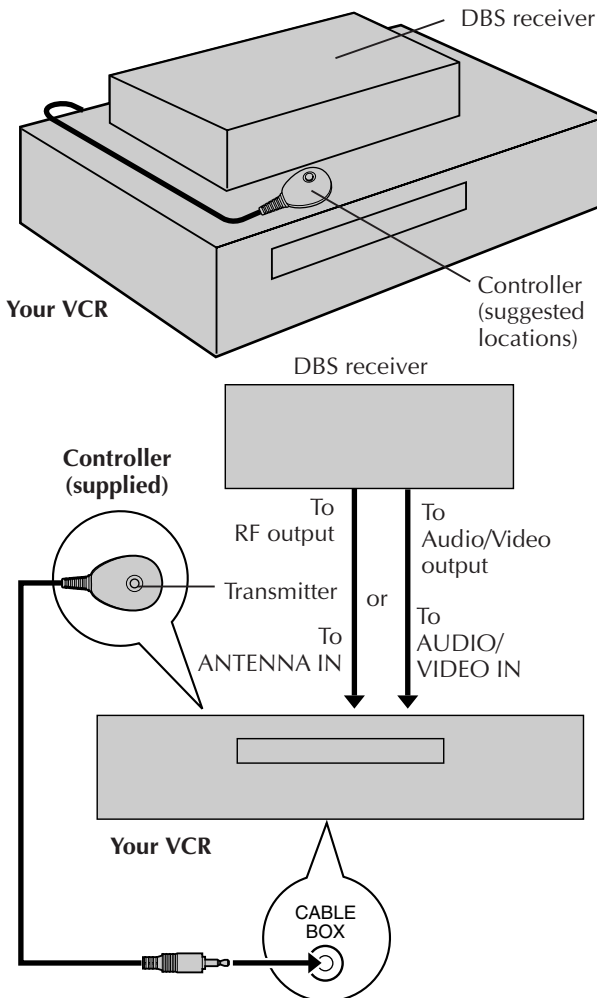 DBS receiver
Controller
(suggested
locations)
Your VCR
DBS receiver
Controller
(supplied)
To
RF output
To
Audio/Video
output
Transmitter
or
To
ANTENNA IN
To
AUDIO/
VIDEO IN
Your VCR
CABLE
BOX